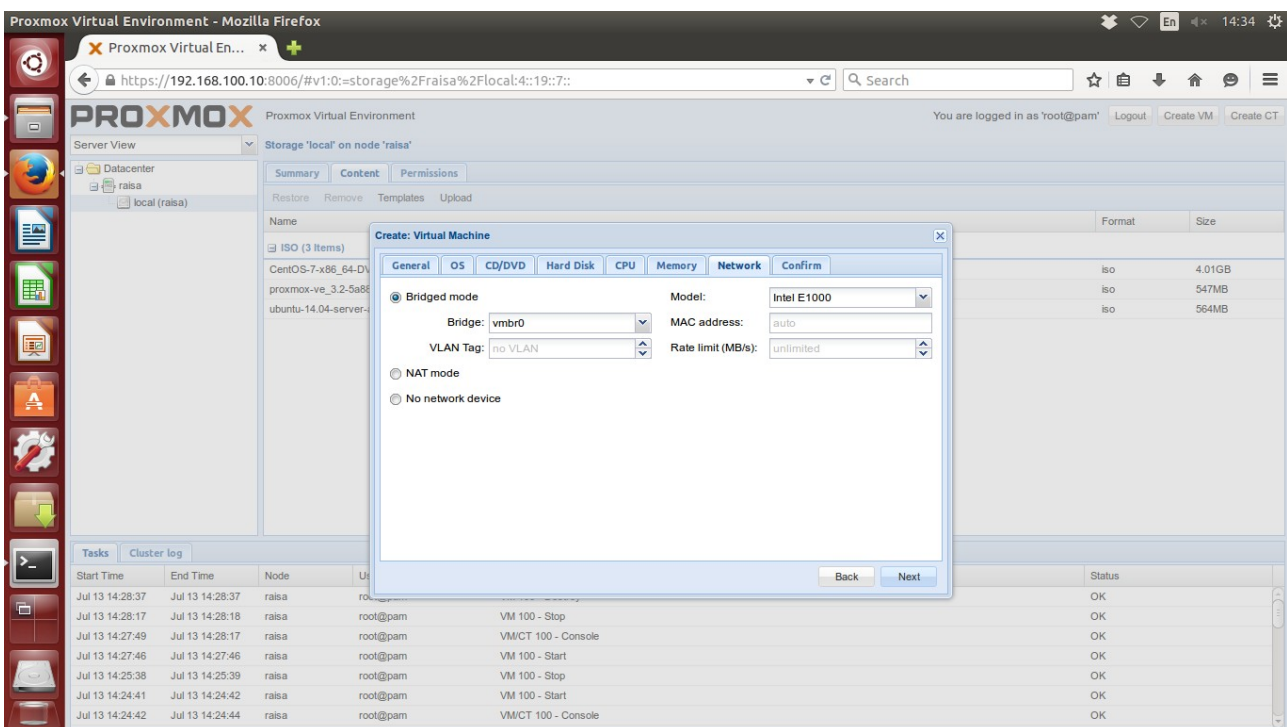 Proxmox Virtual Environment - Mozilla Firefox En 14:34
Proxmox Virtual En... ×
https://192.168.100.10:8006/#v1:0:=storage%2Fraisa%2Flocal:4::19::7:: Search
PROXMOX Proxmox Virtual Environment You are logged in as 'root@pam' Logout Create VM Create CT
Server View Storage 'local' on node 'raisa'
Datacenter
raisa
local (raisa)
Summary Content Permissions
Restore Remove Templates Upload
Name Format Size
ISO (3 Items)
CentOS-7-x86_64-DV iso 4.01GB
proxmox-ve_3.2-5a88 iso 547MB
ubuntu-14.04-server- iso 564MB
Create: Virtual Machine
General OS CD/DVD Hard Disk CPU Memory Network Confirm
Bridged mode Model: Intel E1000
Bridge: vmbr0 MAC address: auto
VLAN Tag: no VLAN Rate limit (MB/s): unlimited
NAT mode
No network device
Back Next
Tasks Cluster log
Start Time End Time Node Us Status
Jul 13 14:28:37 Jul 13 14:28:37 raisa OK
Jul 13 14:28:17 Jul 13 14:28:18 raisa root@pam VM 100 - Stop OK
Jul 13 14:27:49 Jul 13 14:28:17 raisa root@pam VM/CT 100 - Console OK
Jul 13 14:27:46 Jul 13 14:27:46 raisa root@pam VM 100 - Start OK
Jul 13 14:25:38 Jul 13 14:25:39 raisa root@pam VM 100 - Stop OK
Jul 13 14:24:41 Jul 13 14:24:42 raisa root@pam VM 100 - Start OK
Jul 13 14:24:42 Jul 13 14:24:44 raisa root@pam VM/CT 100 - Console OK